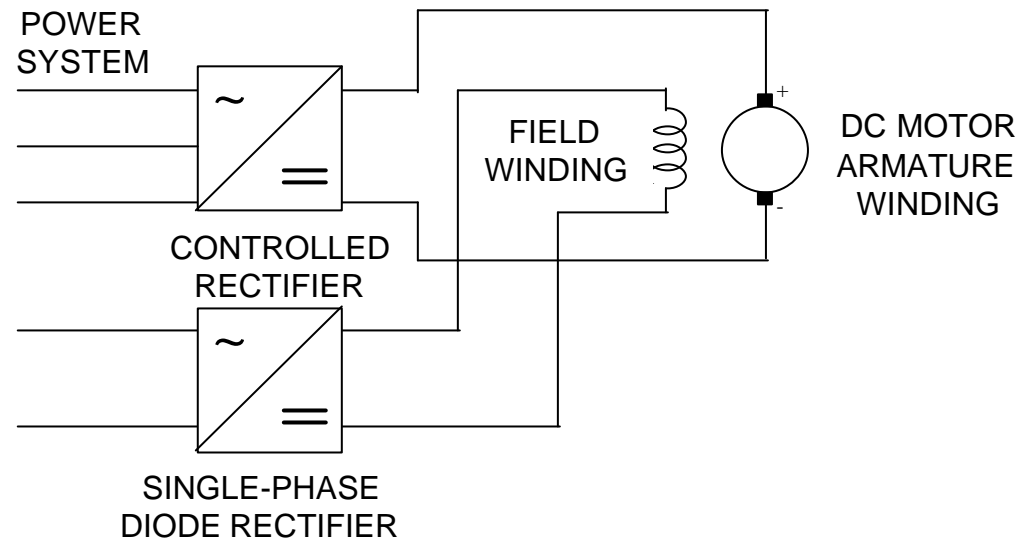 POWER
SYSTEM
~
CONTROLLED
RECTIFIER
FIELD
WINDING
+
-
DC MOTOR
ARMATURE
WINDING
~
SINGLE-PHASE
DIODE RECTIFIER